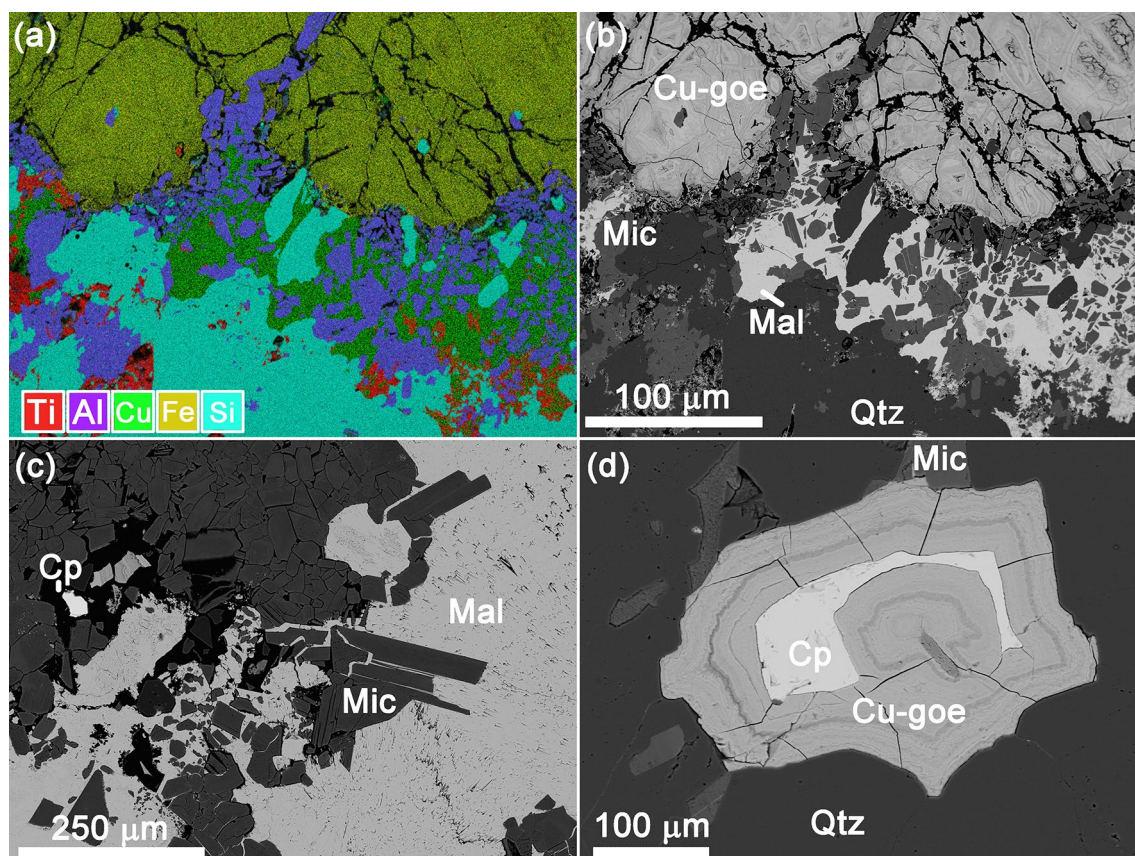 (a)
Ti Al Cu Fe Si
(b)
Cu-goe
Mic
Mal
100 μm
Qtz
(c)
Cp
Mal
Mic
250 μm
(d)
Mic
Cp
Cu-goe
Qtz
100 μm